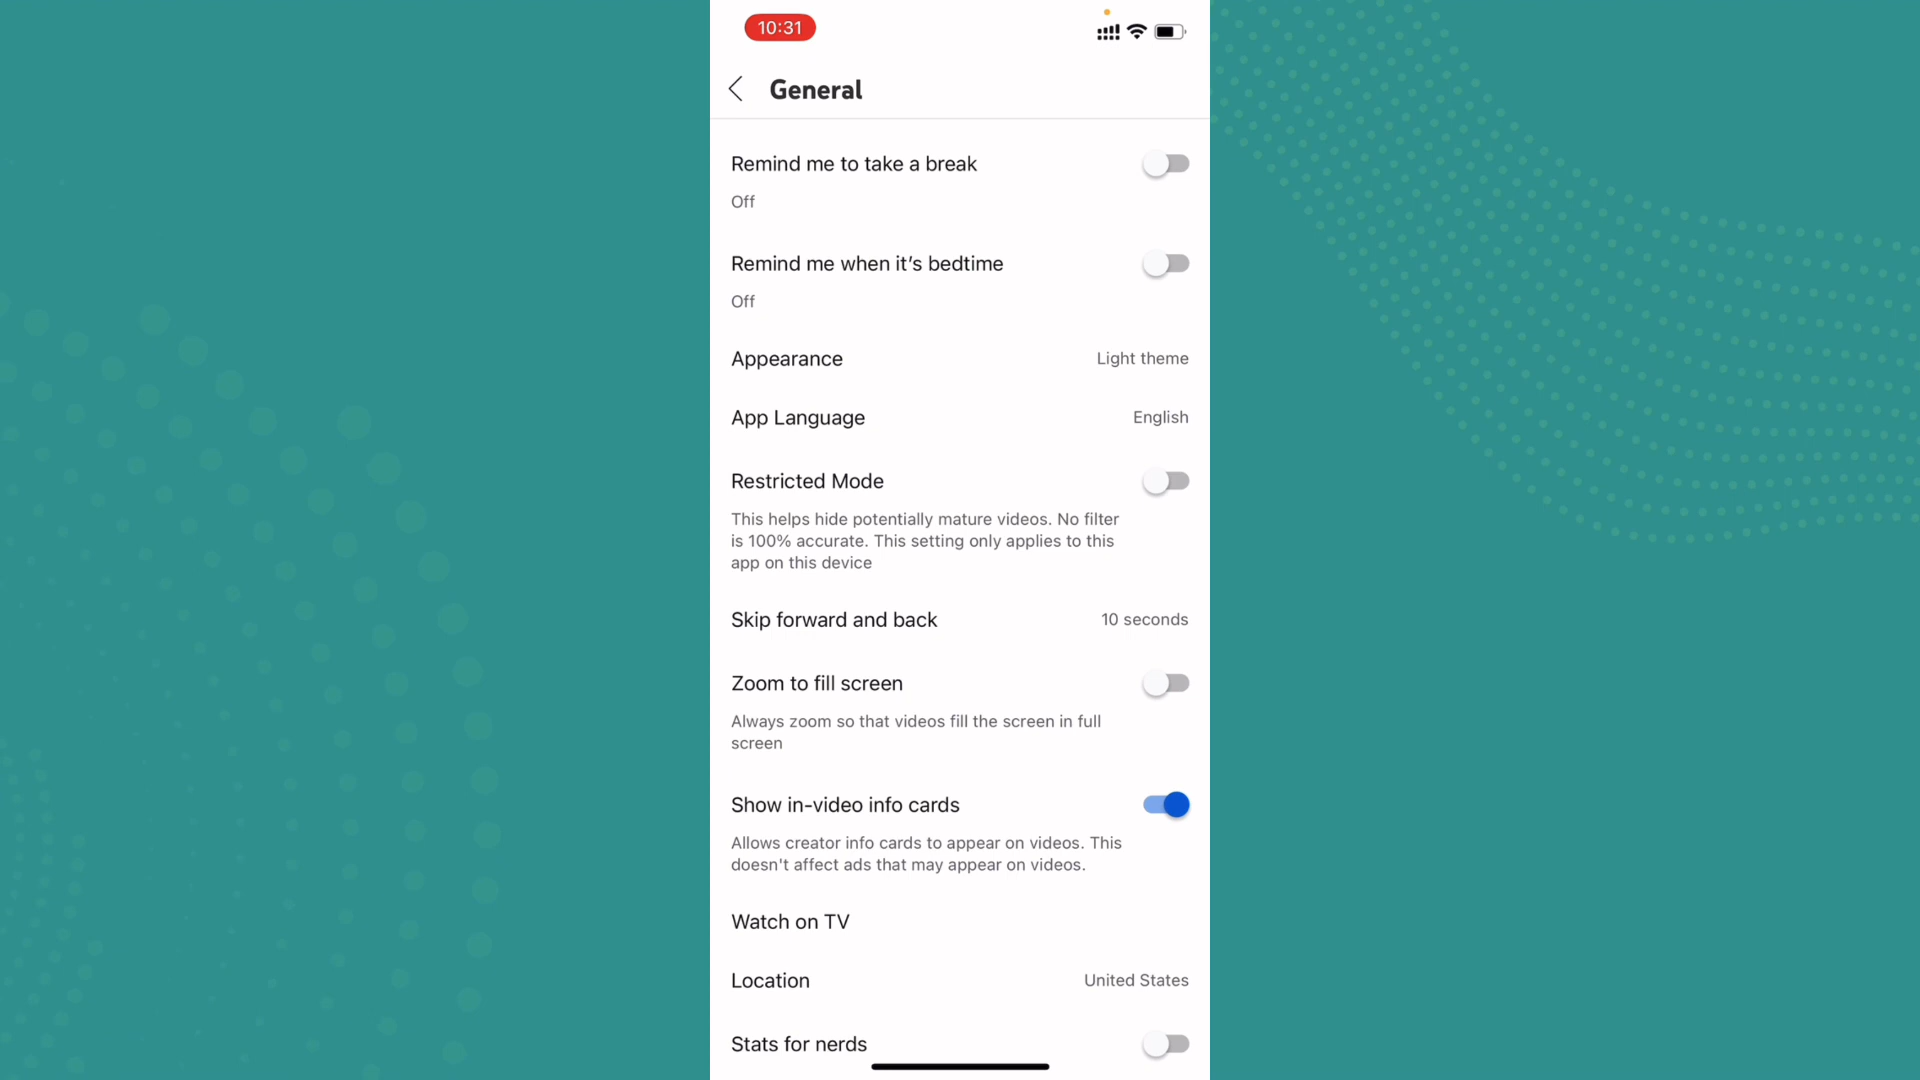 10:31
General
Remind me to take a break
Off
Remind me when it’s bedtime
Off
Appearance Light theme
App Language English
Restricted Mode
This helps hide potentially mature videos. No filter
is 100% accurate. This setting only applies to this
app on this device
Skip forward and back 10 seconds
Zoom to fill screen
Always zoom so that videos fill the screen in full
screen
Show in-video info cards
Allows creator info cards to appear on videos. This
doesn't affect ads that may appear on videos.
Watch on TV
Location United States
Stats for nerds